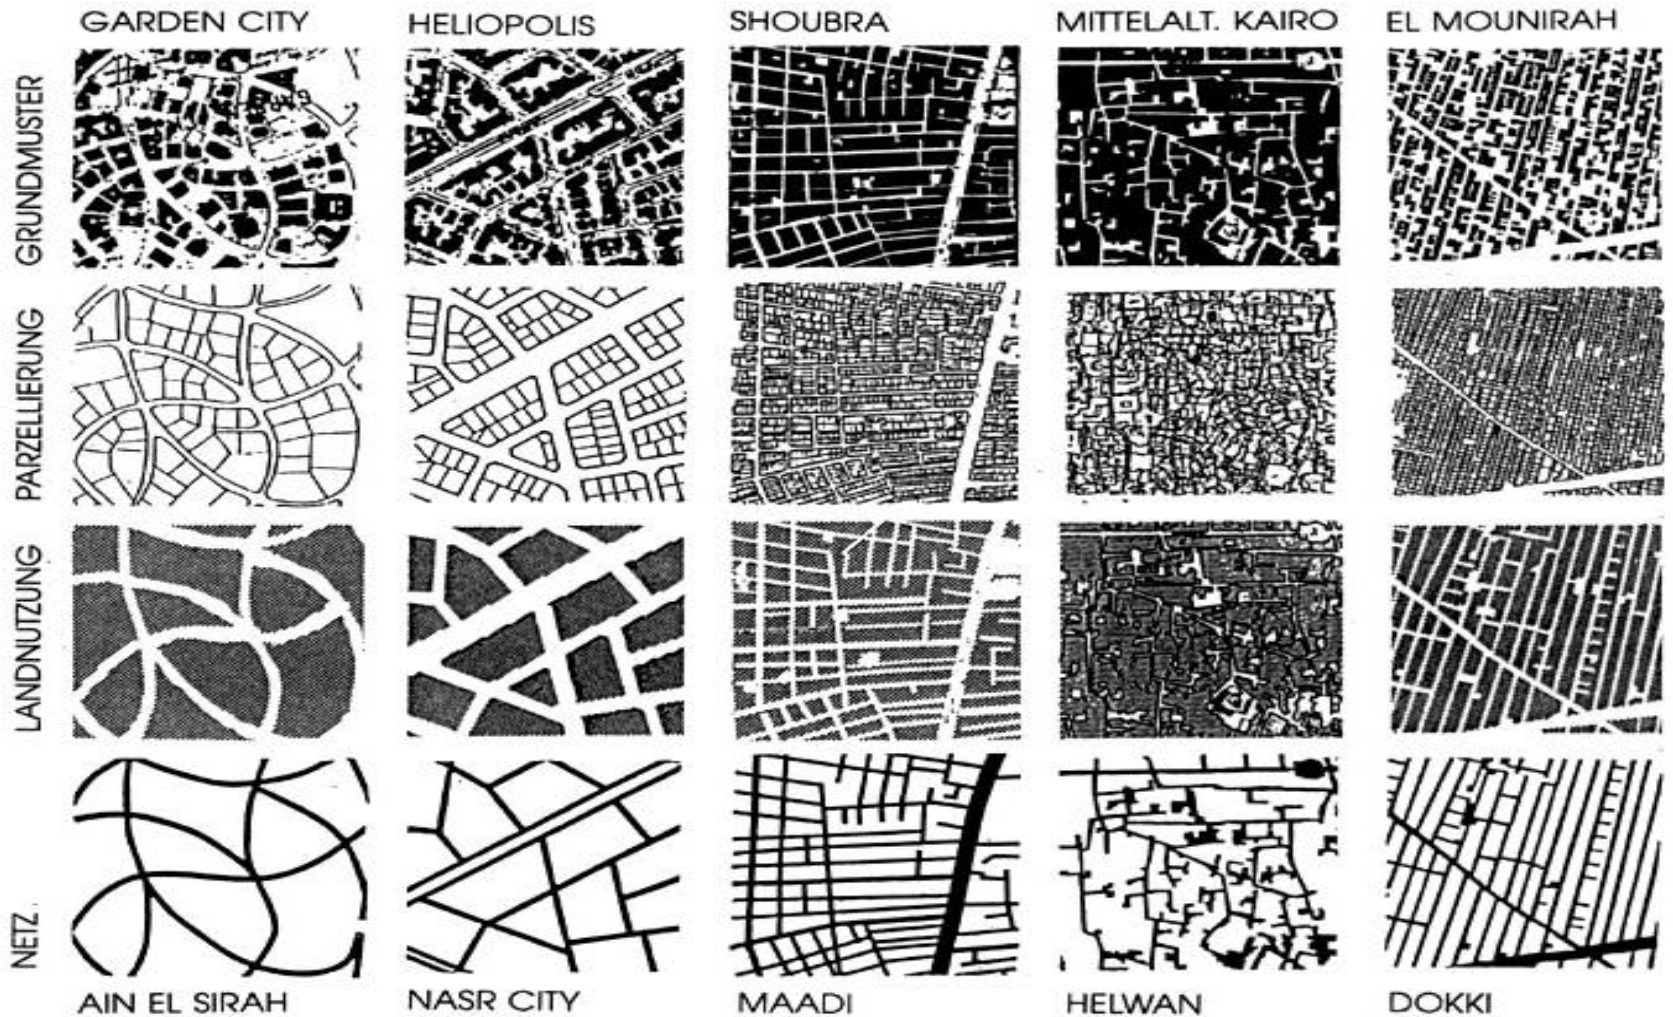 GARDEN CITY
HELIOPOLIS
SHOUBRA
MITTELALT. KAIRO
EL MOUNIRAH
GRUNDMUSTER
PARZELLIERUNG
LANDNUTZUNG
NETZ.
AIN EL SIRAH
NASR CITY
MAADI
HELWAN
DOKKI